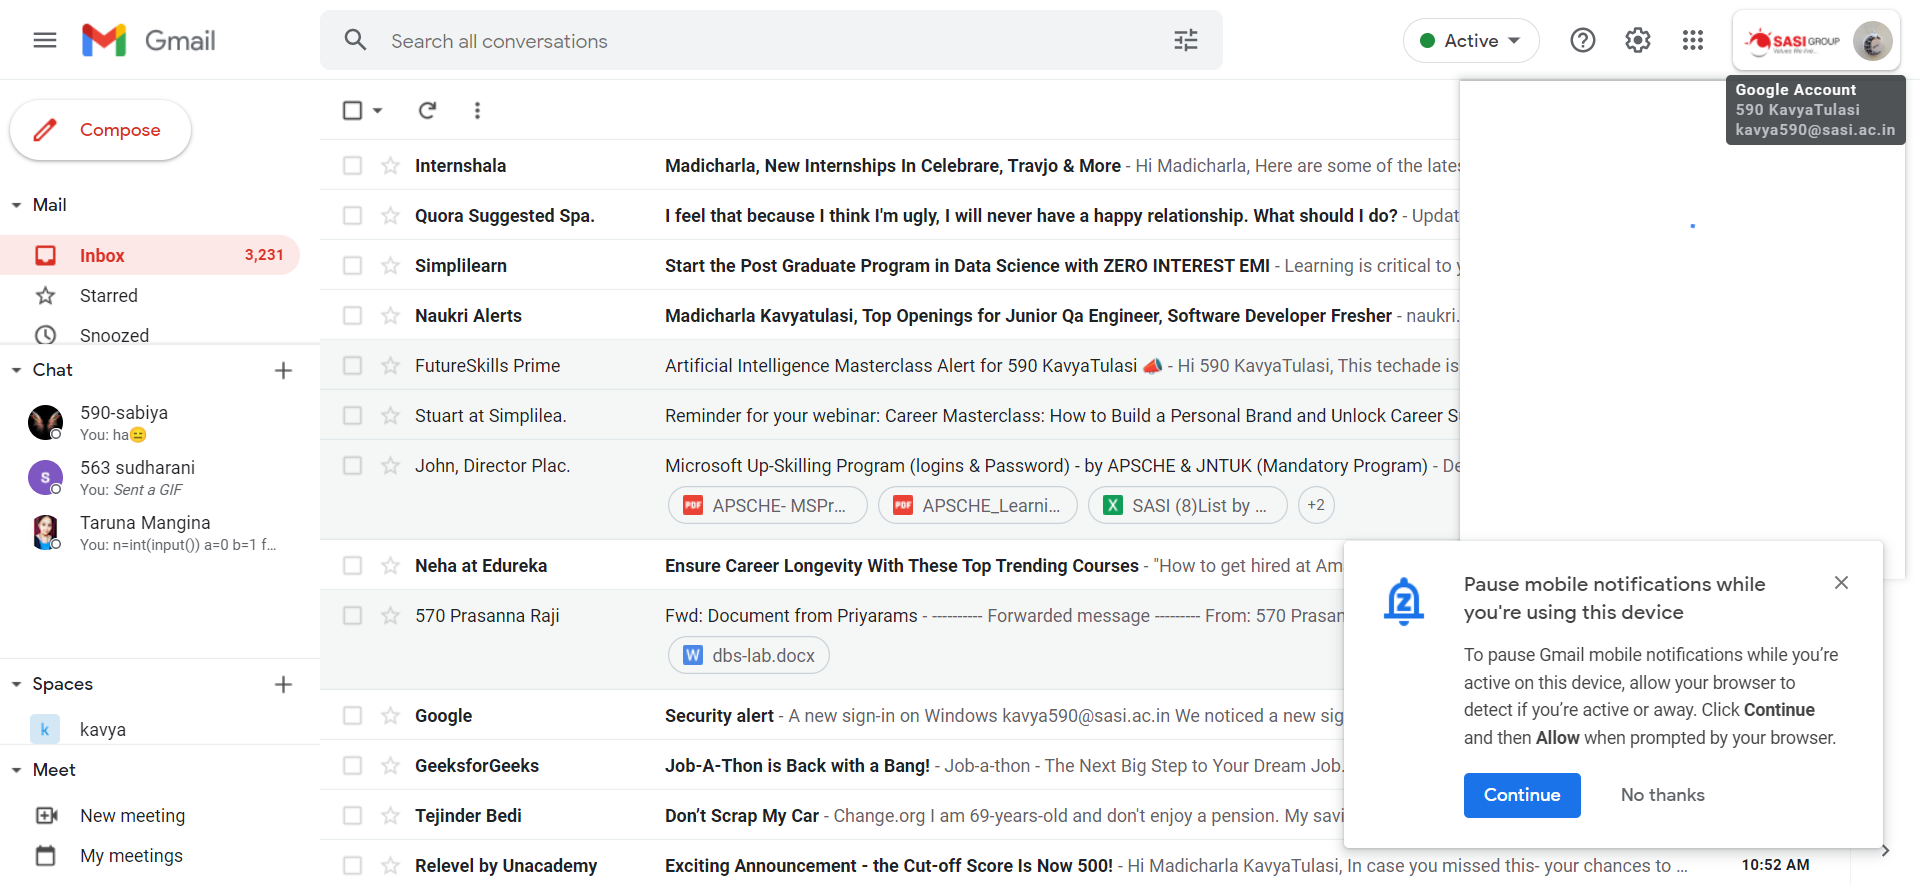 Gmail
Search all conversations
Active
SASI GROUP
Google Account
590 KavyaTulasi
kavya590@sasi.ac.in
Compose
Mail
Inbox 3,231
Starred
Snoozed
Chat
590-sabiya
You: ha😑
S
563 sudharani
You: Sent a GIF
Taruna Mangina
You: n=int(input()) a=0 b=1 f...
Spaces
k kavya
Meet
New meeting
My meetings
Internshala Madicharla, New Internships In Celebrare, Travjo & More - Hi Madicharla, Here are some of the lates
Quora Suggested Spa. I feel that because I think I'm ugly, I will never have a happy relationship. What should I do? - Updat
Simplilearn Start the Post Graduate Program in Data Science with ZERO INTEREST EMI - Learning is critical to y
Naukri Alerts Madicharla Kavyatulasi, Top Openings for Junior Qa Engineer, Software Developer Fresher - naukri.
FutureSkills Prime Artificial Intelligence Masterclass Alert for 590 KavyaTulasi 📣 - Hi 590 KavyaTulasi, This techade is
Stuart at Simplilea. Reminder for your webinar: Career Masterclass: How to Build a Personal Brand and Unlock Career S
John, Director Plac. Microsoft Up-Skilling Program (logins & Password) - by APSCHE & JNTUK (Mandatory Program) - De
PDF APSCHE- MSPr... PDF APSCHE_Learni... X SASI (8)List by ... +2
Neha at Edureka Ensure Career Longevity With These Top Trending Courses - "How to get hired at Am
570 Prasanna Raji Fwd: Document from Priyarams - ---------- Forwarded message --------- From: 570 Prasan
W dbs-lab.docx
Google Security alert - A new sign-in on Windows kavya590@sasi.ac.in We noticed a new sig
GeeksforGeeks Job-A-Thon is Back with a Bang! - Job-a-thon - The Next Big Step to Your Dream Job.
Tejinder Bedi Don't Scrap My Car - Change.org I am 69-years-old and don't enjoy a pension. My savi
Relevel by Unacademy Exciting Announcement - the Cut-off Score Is Now 500! - Hi Madicharla KavyaTulasi, In case you missed this- your chances to ... 10:52 AM
Pause mobile notifications while
you're using this device
To pause Gmail mobile notifications while you're
active on this device, allow your browser to
detect if you're active or away. Click Continue
and then Allow when prompted by your browser.
Continue No thanks